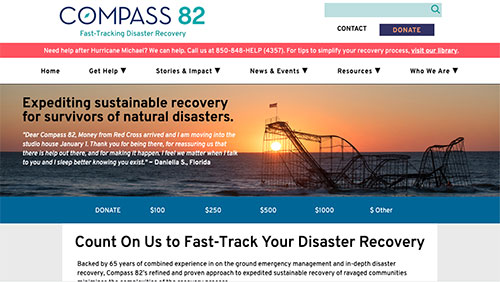 COMPASS 82
Fast-Tracking Disaster Recovery
CONTACT
DONATE
Need help after Hurricane Michael? We can help. Call us at 850-848-HELP (4357). For tips to simplify your recovery process, visit our library.
Home Get Help ▼ Stories & Impact ▼ News & Events ▼ Resources ▼ Who We Are ▼
Expediting sustainable recovery
for survivors of natural disasters.
"Dear Compass 82, Money from Red Cross arrived and I am moving into the
studio house January 1. Thank you for being there, for reassuring us that
there is help out there, and for making it happen. I feel we matter when I talk
to you and I sleep better knowing you exist." – Daniella S., Florida
DONATE $100 $250 $500 $1000 $ Other
Count On Us to Fast-Track Your Disaster Recovery
Backed by 65 years of combined experience in on the ground emergency management and in-depth disaster
recovery, Compass 82's refined and proven approach to expedited sustainable recovery of ravaged communities